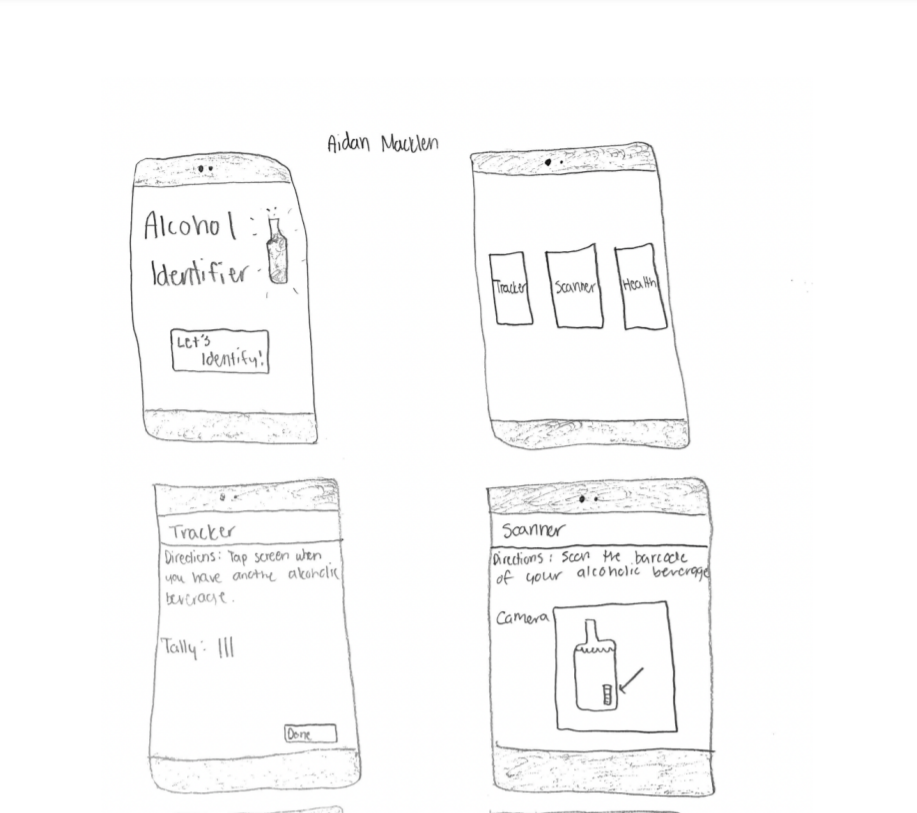 Aidan Macklen
Alcohol
Identifier
Let's
Identify!
Tracker
Scanner
Health
Tracker
Directions: Tap screen when
you have anothe alcoholic
beverage.
Tally: |||
Done
Scanner
Directions: Scan the barcode
of your alcoholic beverage
Camera